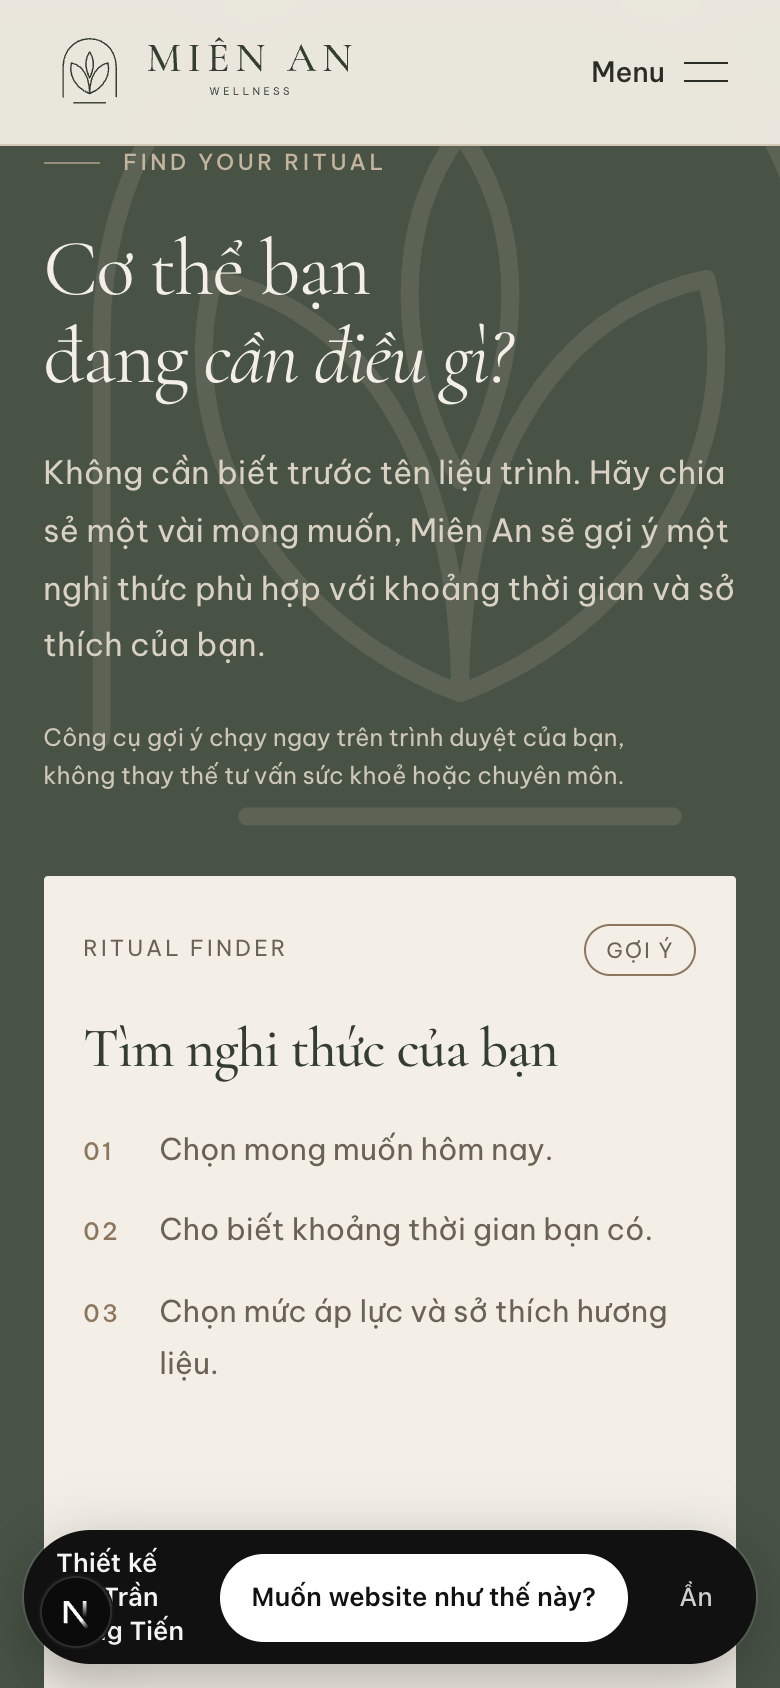 MIÊN AN
WELLNESS
Menu
FIND YOUR RITUAL
Cơ thể bạn
đang cần điều gì?
Không cần biết trước tên liệu trình. Hãy chia
sẻ một vài mong muốn, Miên An sẽ gợi ý một
nghi thức phù hợp với khoảng thời gian và sở
thích của bạn.
Công cụ gợi ý chạy ngay trên trình duyệt của bạn,
không thay thế tư vấn sức khoẻ hoặc chuyên môn.
RITUAL FINDER
GỢI Ý
Tìm nghi thức của bạn
01 Chọn mong muốn hôm nay.
02 Cho biết khoảng thời gian bạn có.
03 Chọn mức áp lực và sở thích hương
liệu.
Thiết kế
Trần
Tiến
N
Muốn website như thế này?
Ẩn